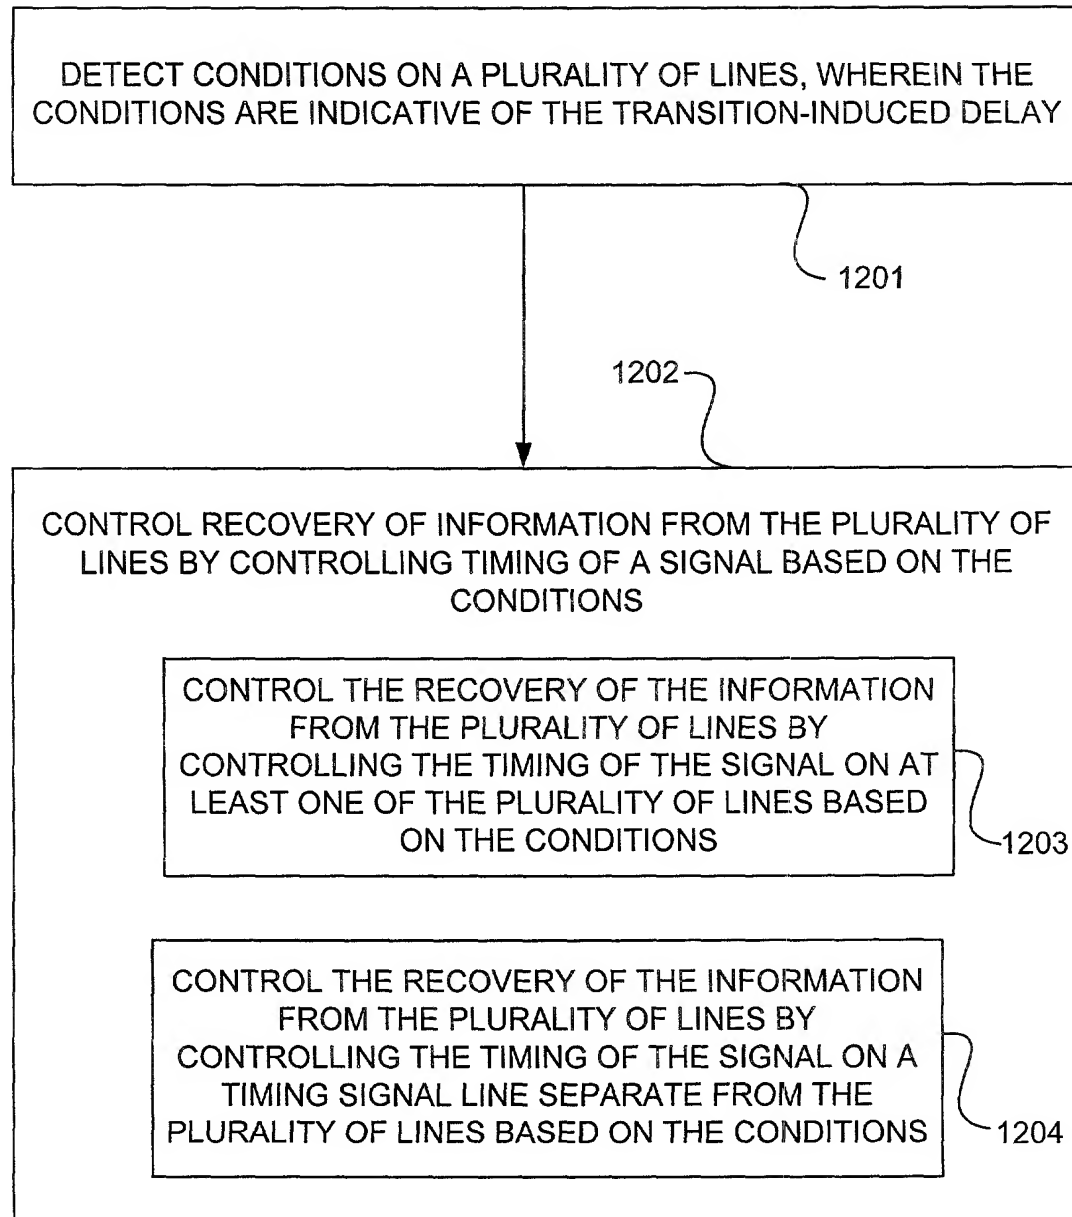 DETECT CONDITIONS ON A PLURALITY OF LINES, WHEREIN THE
CONDITIONS ARE INDICATIVE OF THE TRANSITION-INDUCED DELAY
1201
1202
CONTROL RECOVERY OF INFORMATION FROM THE PLURALITY OF
LINES BY CONTROLLING TIMING OF A SIGNAL BASED ON THE
CONDITIONS
CONTROL THE RECOVERY OF THE INFORMATION
FROM THE PLURALITY OF LINES BY
CONTROLLING THE TIMING OF THE SIGNAL ON AT
LEAST ONE OF THE PLURALITY OF LINES BASED
ON THE CONDITIONS
1203
CONTROL THE RECOVERY OF THE INFORMATION
FROM THE PLURALITY OF LINES BY
CONTROLLING THE TIMING OF THE SIGNAL ON A
TIMING SIGNAL LINE SEPARATE FROM THE
PLURALITY OF LINES BASED ON THE CONDITIONS
1204